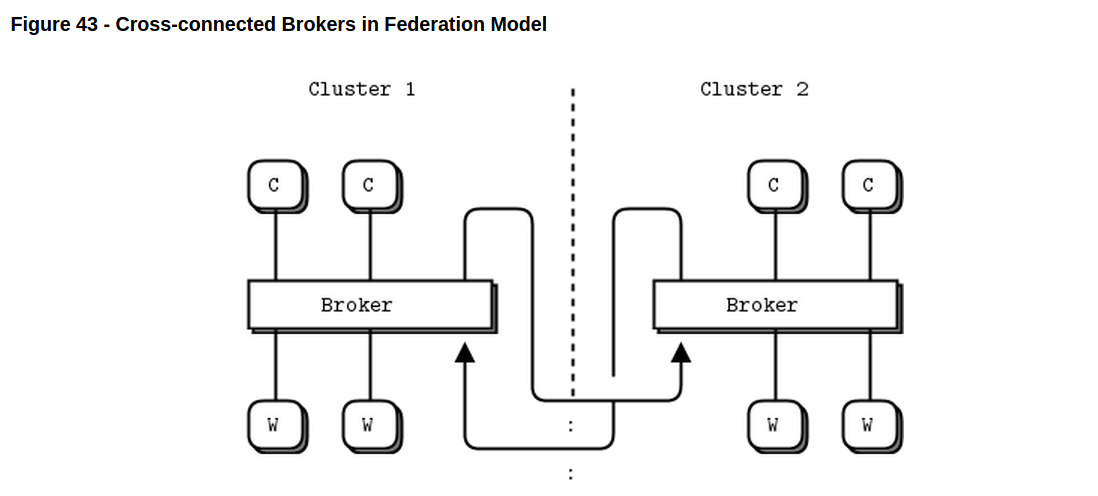 Figure 43 - Cross-connected Brokers in Federation Model
Cluster 1 Cluster 2
C C C C
Broker Broker
W W : W W
: